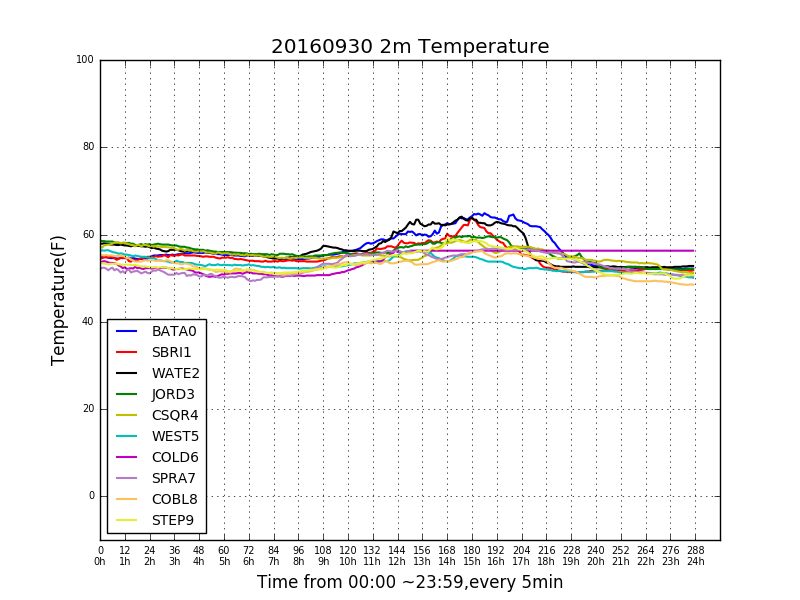 20160930 2m Temperature
100
80
60
40
20
0
Temperature(F)
BATA0
SBRI1
WATE2
JORD3
CSQR4
WEST5
COLD6
SPRA7
COBL8
STEP9
0 12 24 36 48 60 72 84 96 108 120 132 144 156 168 180 192 204 216 228 240 252 264 276 288
0h 1h 2h 3h 4h 5h 6h 7h 8h 9h 10h 11h 12h 13h 14h 15h 16h 17h 18h 19h 20h 21h 22h 23h 24h
Time from 00:00 ~23:59,every 5min